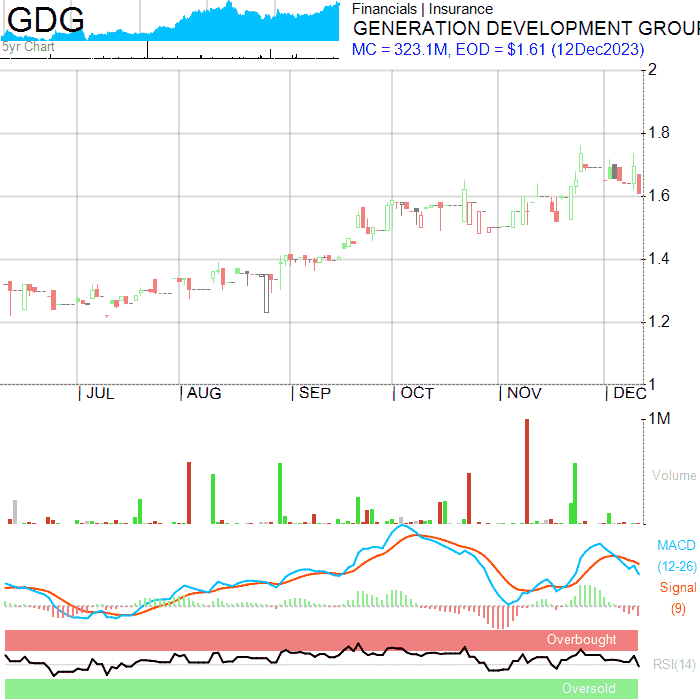 GDG
5yr Chart
Financials | Insurance
GENERATION DEVELOPMENT GROU
MC = 323.1M, EOD = $1.61 (12Dec2023)
2
1.8
1.6
1.4
1.2
1
JUL AUG SEP OCT NOV DEC
1M
Volume
MACD
(12-26)
Signal
(9)
Overbought
RSI(14)
Oversold